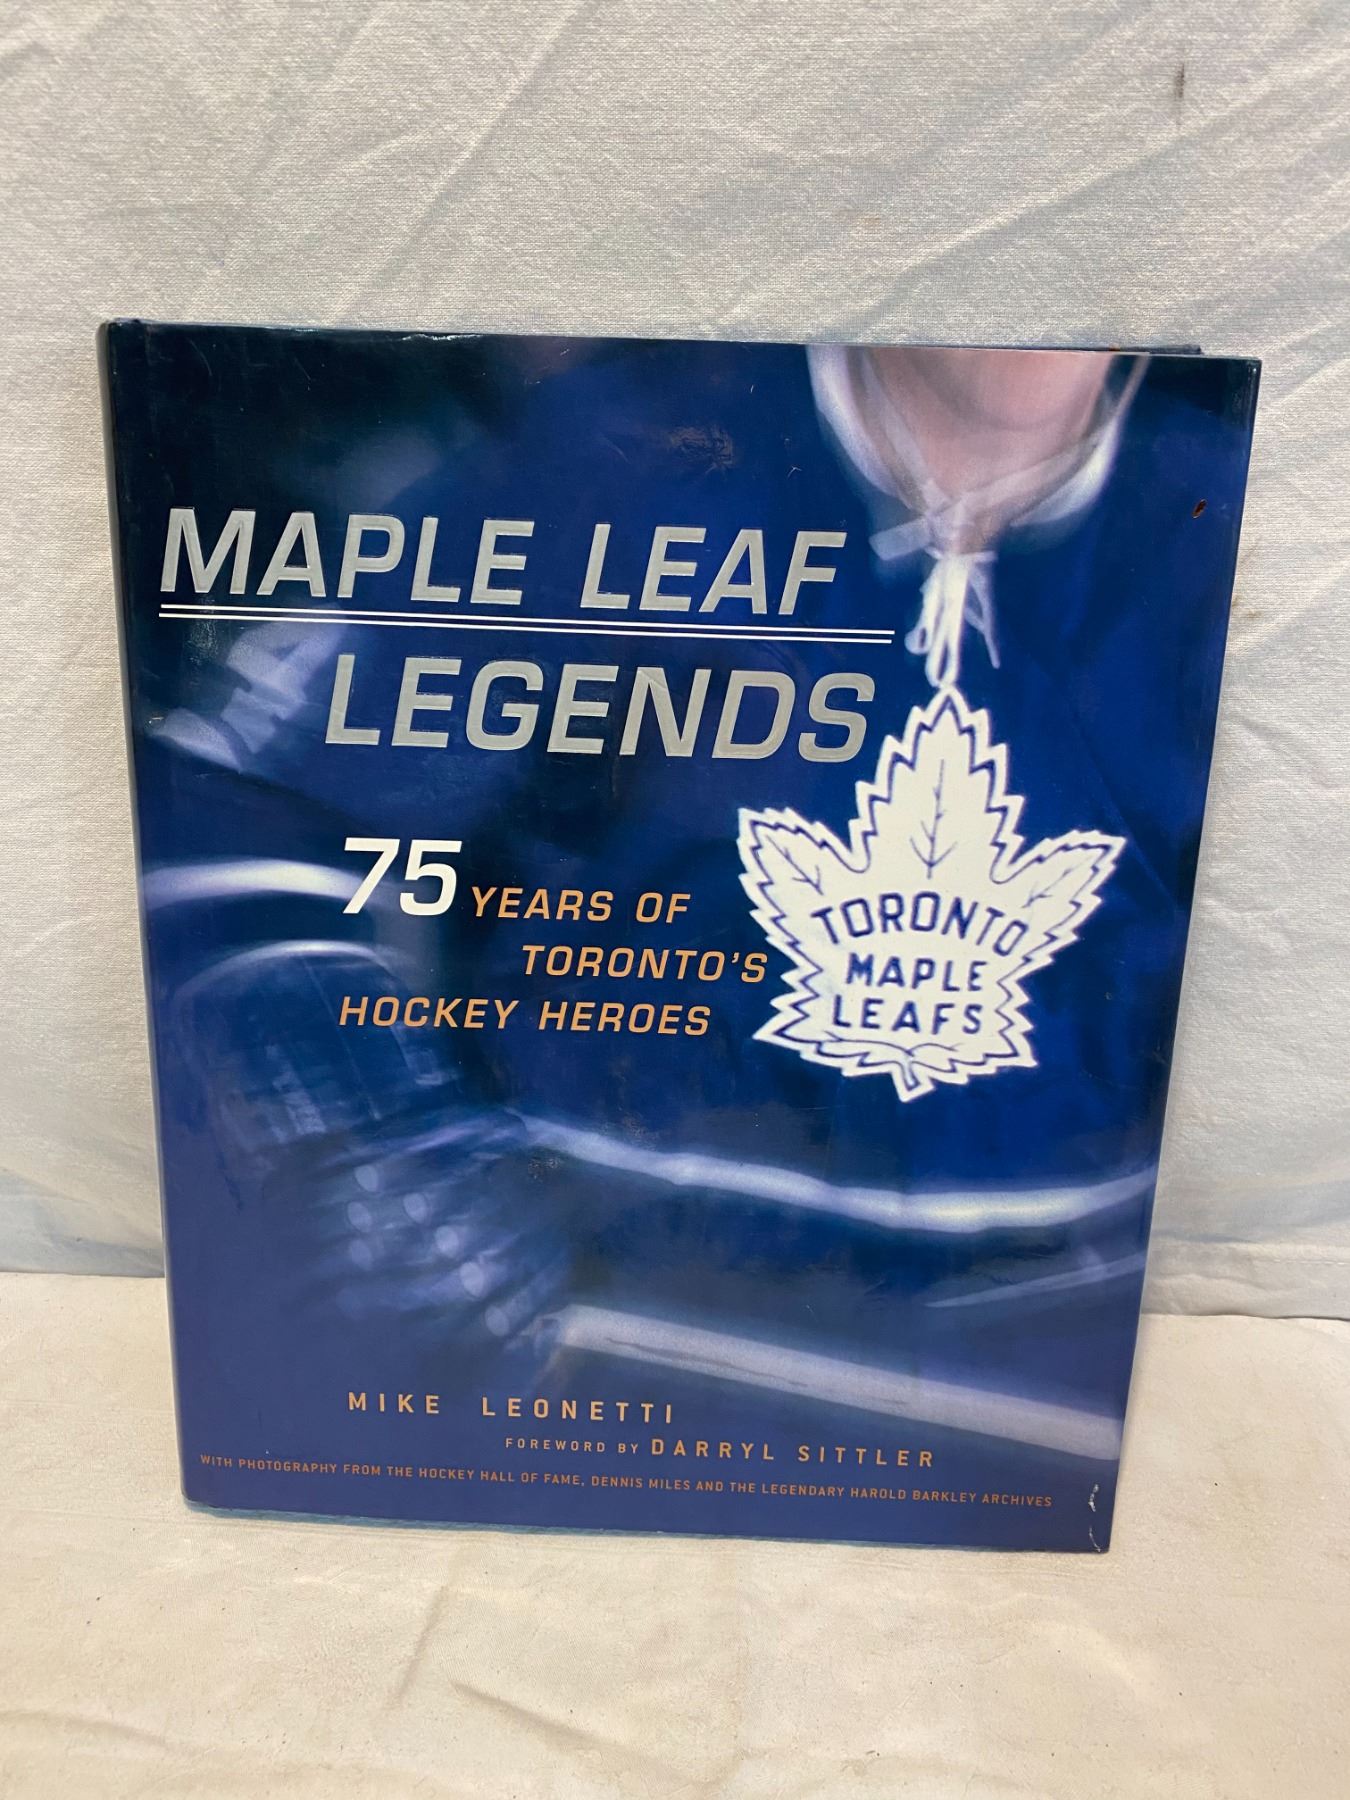 MAPLE LEAF
LEGENDS
75 YEARS OF
TORONTO'S
HOCKEY HEROES
TORONTO
MAPLE
LEAFS
MIKE LEONETTI
FOREWORD BY DARRYL SITTLER
WITH PHOTOGRAPHY FROM THE HOCKEY HALL OF FAME, DENNIS MILES AND THE LEGENDARY HAROLD BARKLEY ARCHIVES